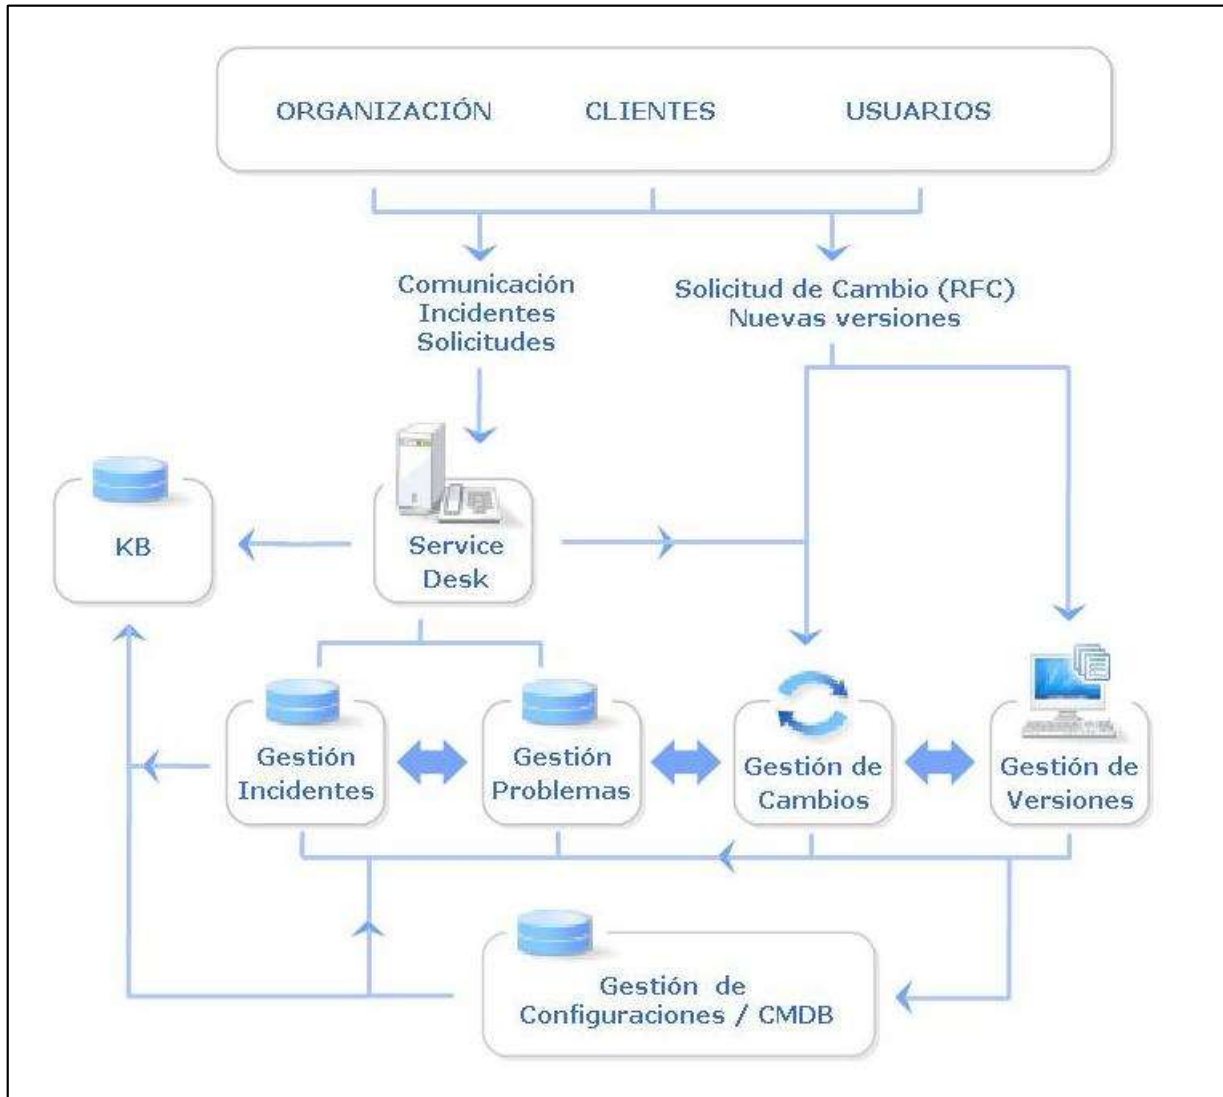 ORGANIZACIÓN CLIENTES USUARIOS
Comunicación
Incidentes
Solicitudes
Solicitud de Cambio (RFC)
Nuevas versiones
KB
Service
Desk
Gestión
Incidentes
Gestión
Problemas
Gestión de
Cambios
Gestión de
Versiones
Gestión de
Configuraciones / CMDB